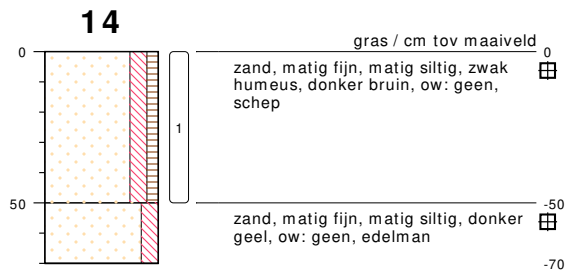 14
gras / cm tov maaiveld
0
0
zand, matig fijn, matig siltig, zwak
humeus, donker bruin, ow: geen,
schep
1
50
-50
zand, matig fijn, matig siltig, donker
geel, ow: geen, edelman
-70